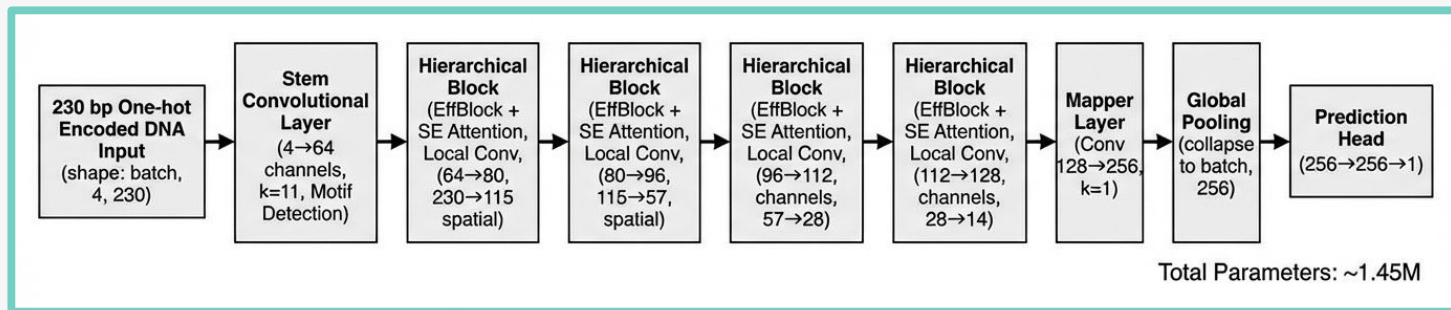 230 bp One-hot
Encoded DNA
Input
(shape: batch,
4, 230)
Stem
Convolutional
Layer
(4→64
channels,
k=11, Motif
Detection)
Hierarchical
Block
(EffBlock +
SE Attention,
Local Conv,
(64→80,
230→115
spatial)
Hierarchical
Block
(EffBlock +
SE Attention,
Local Conv,
(80→96,
115→57,
spatial)
Hierarchical
Block
(EffBlock +
SE Attention,
Local Conv,
(96→112,
channels,
57→28)
Hierarchical
Block
(EffBlock +
SE Attention,
Local Conv,
(112→128,
channels,
28→14)
Mapper
Layer
(Conv
128→256,
k=1)
Global
Pooling
(collapse
to batch,
256)
Prediction
Head
(256→256→1)
Total Parameters: ~1.45M